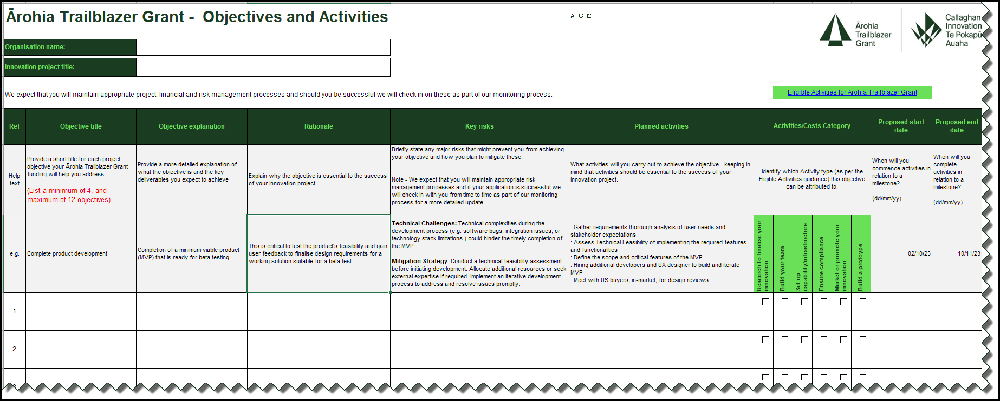 Ārohia Trailblazer Grant -  Objectives and Activities
AITG R2
Ārohia
Trailblazer
Grant
Callaghan
Innovation
Te Pokapū
Auaha
Organisation name:
Innovation project title:
We expect that you will maintain appropriate project, financial and risk management processes and should you be successful we will check in on these as part of our monitoring process.
Eligible Activities for Ārohia Trailblazer Grant
Ref
Objective title
Objective explanation
Rationale
Key risks
Planned activities
Activities/Costs Category
Proposed start
date
Proposed end
date
Help
text
Provide a short title for each project
objective your Ārohia Trailblazer Grant
funding will help you address.
(List a minimum of 4, and
maximum of 12 objectives)
Provide a more detailed explanation of
what the objective is and the key
deliverables you expect to achieve
Explain why the objective is essential to the success
of your innovation project
Briefly state any major risks that might prevent you from achieving
your objective and how you plan to mitigate these.
Note - We expect that you will maintain appropriate risk
management processes and if your application is successful we
will check in with you from time to time as part of our monitoring
process for a more detailed update.
What activities will you carry out to achieve the objective - keeping in
mind that activities should be essential to the success of your
innovation project.
Identify which Activity type (as per the
Eligible Activities guidance) this objective
can be attributed to.
When will you
commence activities in
relation to a
milestone?
(dd/mm/yy)
When will you
complete
activities in
relation to a
milestone?
(dd/mm/yy)
e.g.
Complete product development
Completion of a minimum viable product
(MVP) that is ready for beta testing
This is critical to test the product's feasibility and gain
user feedback to finalise design requirements for a
working solution suitable for a beta test.
Technical Challenges: Technical complexities during the
development process (e.g. software bugs, integration issues, or
technology stack limitations ) could hinder the timely completion of
the MVP.
Mitigation Strategy: Conduct a technical feasibility assessment
before initiating development. Allocate additional resources or seek
external expertise if required. Implement an iterative development
process to address and resolve issues promptly.
: Gather requirements thorough analysis of user needs and
stakeholder expectations
: Assess Technical Feasibility of implementing the required features
and functionalities
: Define the scope and critical features of the MVP
: Hiring additional developers and UX designer to build and iterate
MVP
: Meet with US buyers, in-market, for design reviews
Research to finalise your
innovation
Build your team
Set up
capability/infrastructure
Ensure compliance
Market or promote your
innovation
Build a protoype
02/10/23
10/11/23
1
2